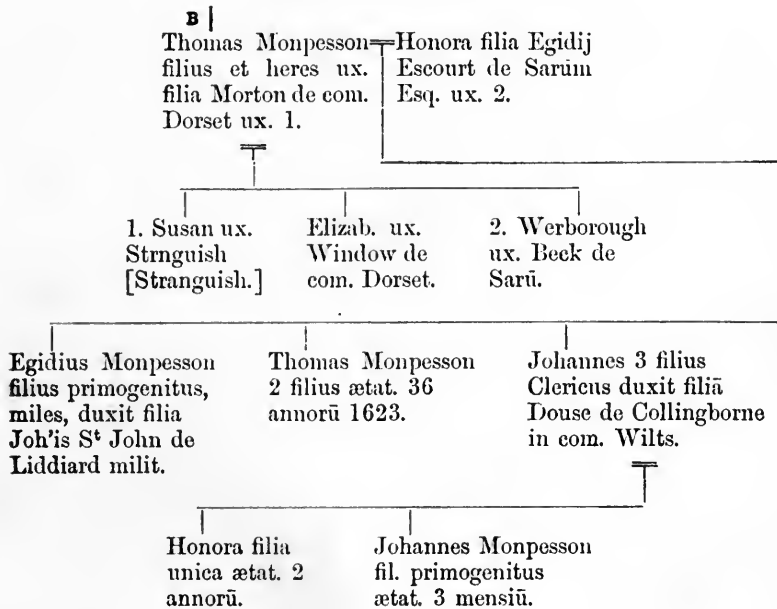 B
Thomas Monpesson
filius et heres ux.
filia Morton de com.
Dorset ux. 1.
Honora filia Egidij
Escourt de Sarūm
Esq. ux. 2.
1. Susan ux.
Strnguish
[Stranguish.]
Elizab. ux.
Window de
com. Dorset.
2. Werborough
ux. Beck de
Sarū.
Egidius Monpesson
filius primogenitus,
miles, duxit filia
Joh'is Sᵗ John de
Liddiard milit.
Thomas Monpesson
2 filius ætat. 36
annorū 1623.
Johannes 3 filius
Clericus duxit filiā
Douse de Collingborne
in com. Wilts.
Honora filia
unica ætat. 2
annorū.
Johannes Monpesson
fil. primogenitus
ætat. 3 mensiū.